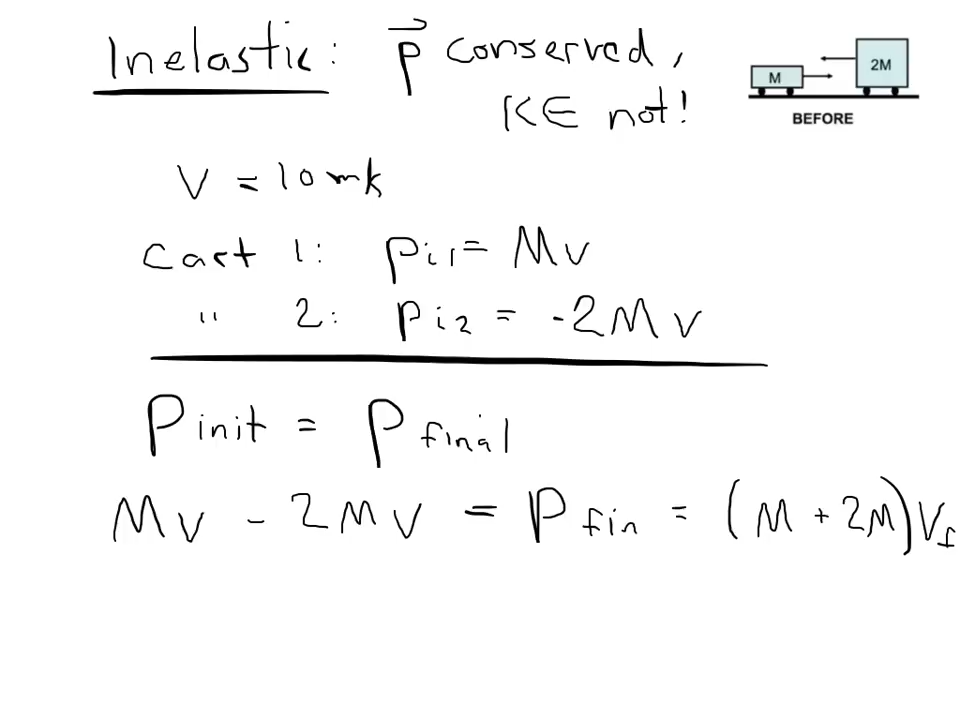 Inelastic: p⃗ conserved,
KE not!
M
2M
BEFORE
V = 10 m/s
Cart 1: Pi1 = MV
" 2: Pi2 = -2MV
Pinit = Pfinal
MV - 2MV = Pfin = (M + 2M)Vf